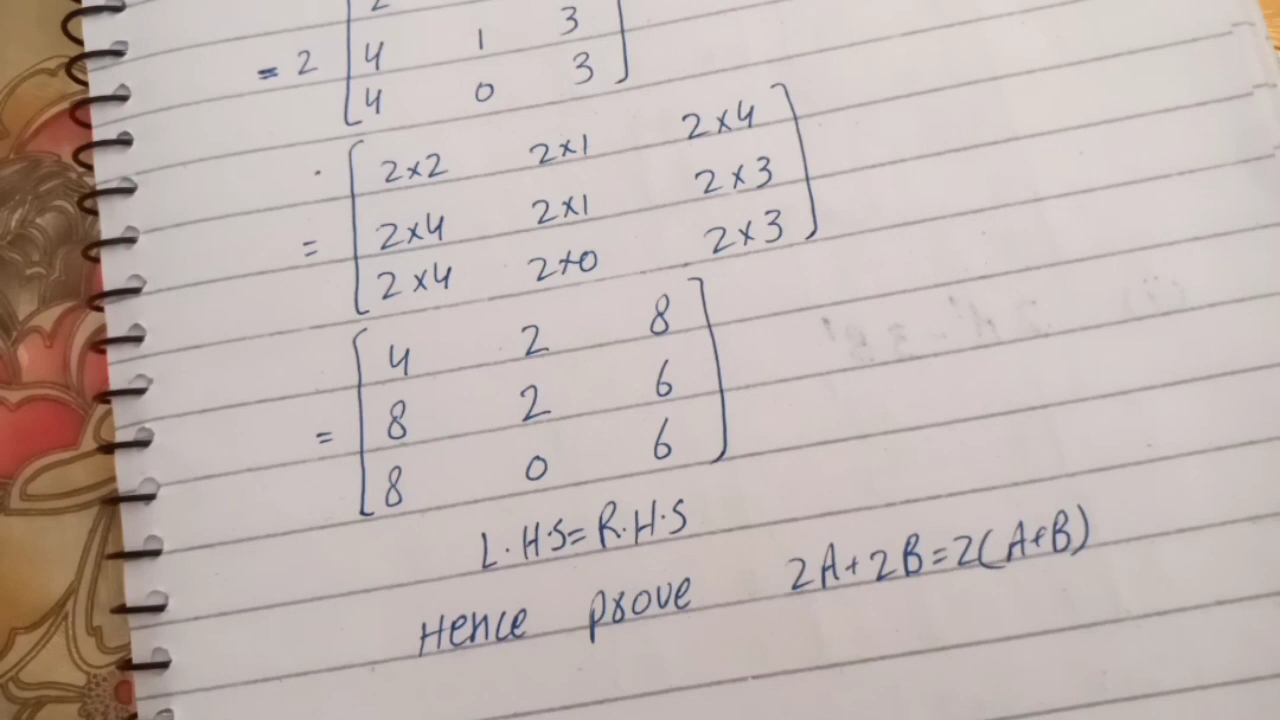 = 2 [ 4 1 3
4 0 3 ]
[ 2×2 2×1 2×4
= 2×4 2×1 2×3
2×4 2×0 2×3 ]
[ 4 2 8
= 8 2 6
8 0 6 ]
L.H.S=R.H.S
Hence prove 2A+2B=2(A+B)